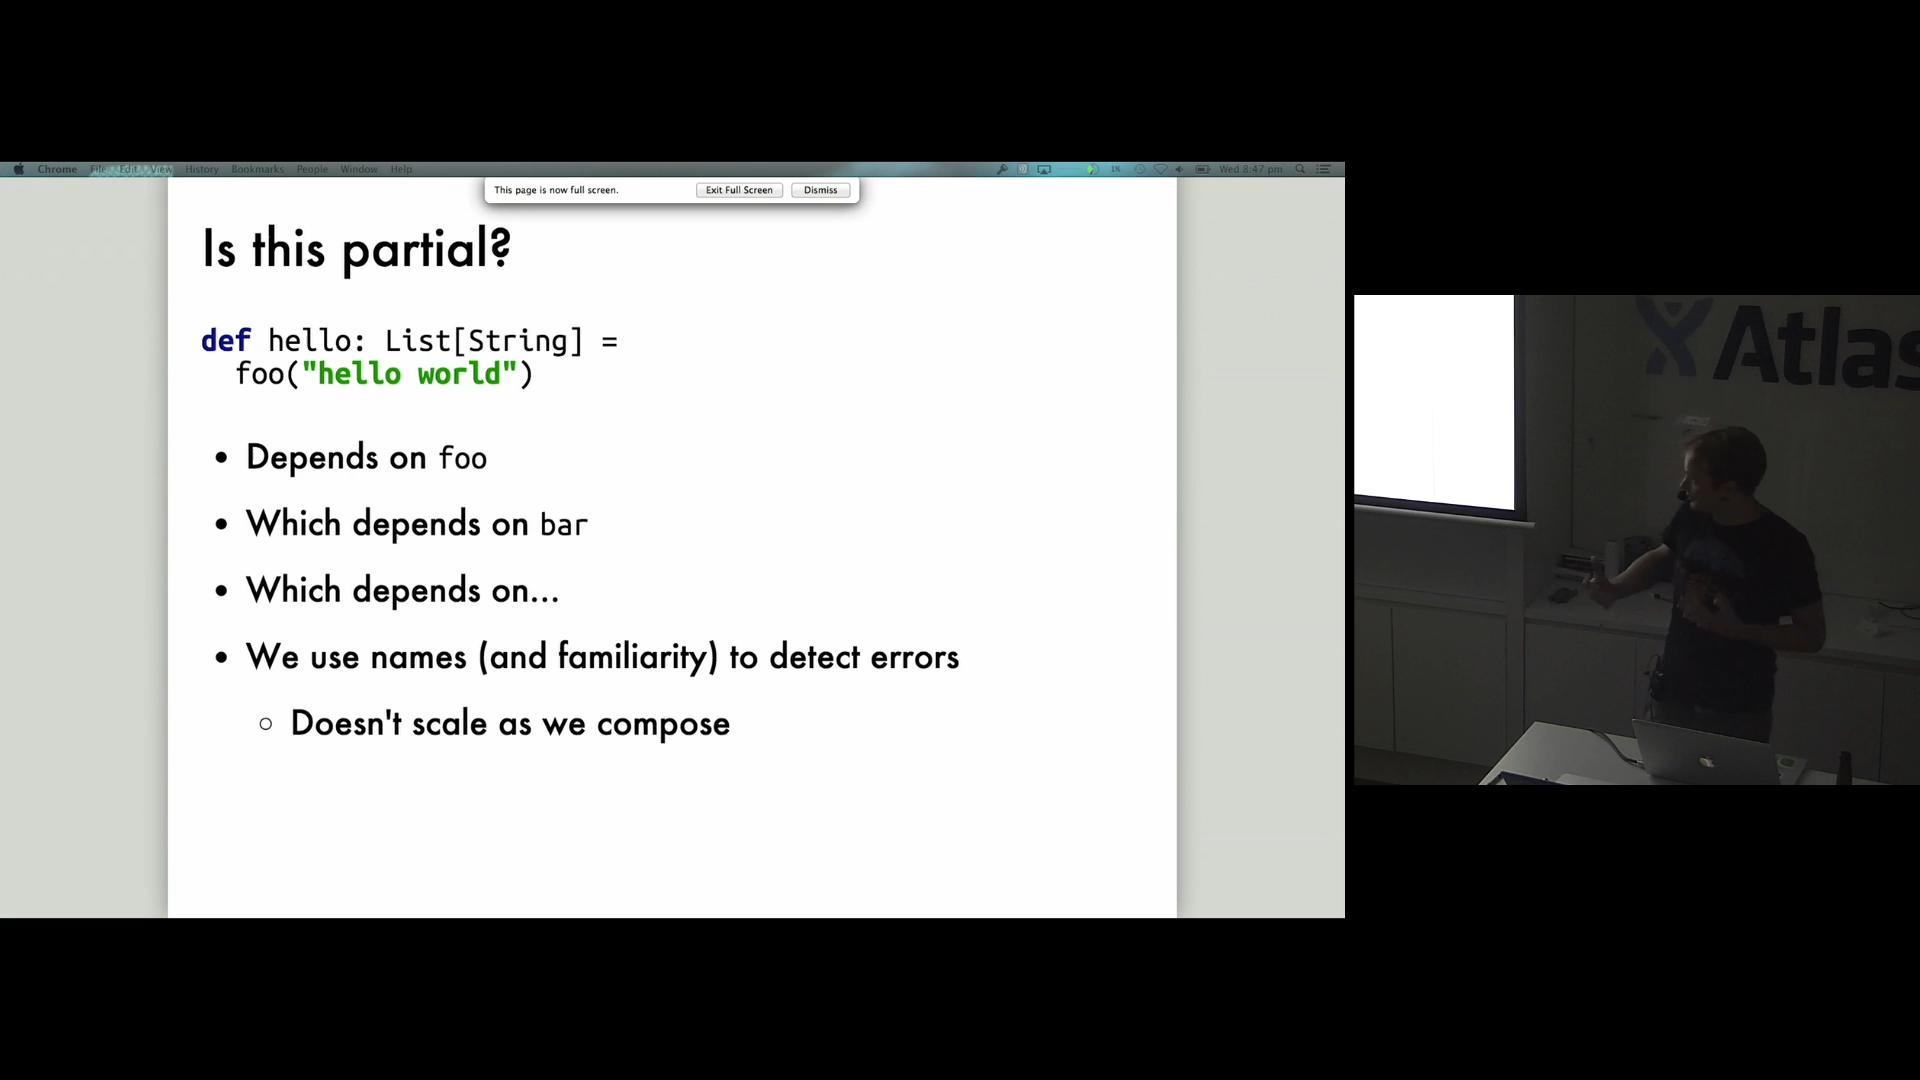 Chrome File Edit View History Bookmarks People Window Help
1% Wed 8:47 pm
This page is now full screen. Exit Full Screen Dismiss
Is this partial?
def hello: List[String] =
foo("hello world")
• Depends on foo
• Which depends on bar
• Which depends on...
• We use names (and familiarity) to detect errors
○ Doesn't scale as we compose
Atlas